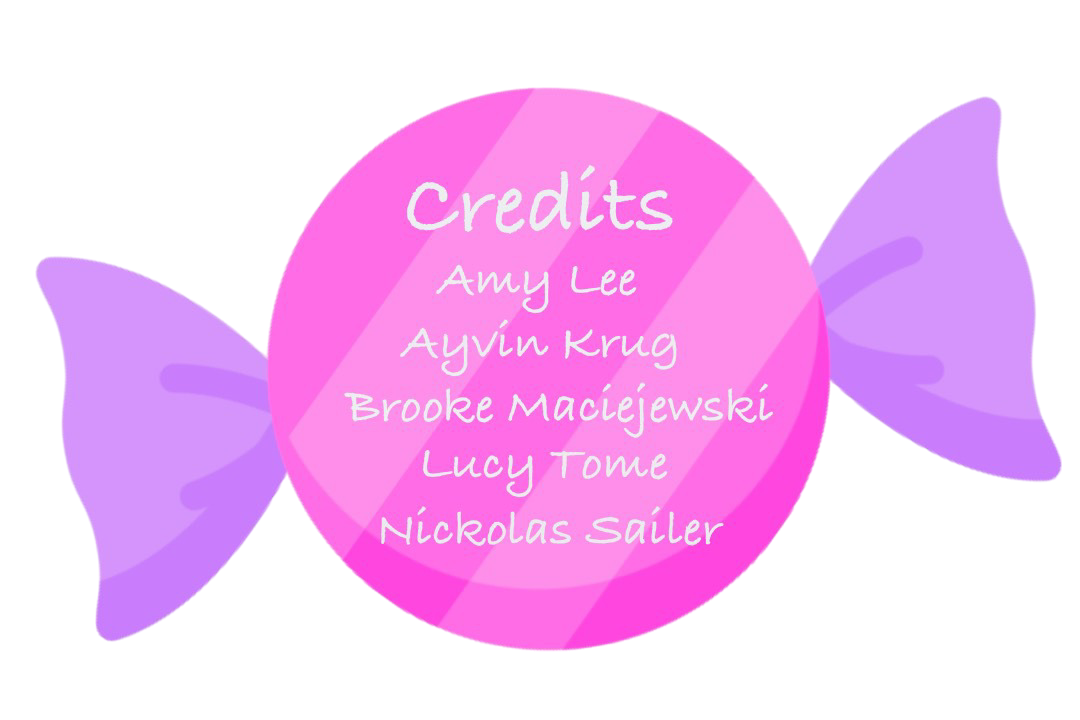 Credits
Amy Lee
Ayvin Krug
Brooke Maciejewski
Lucy Tome
Nickolas Sailer